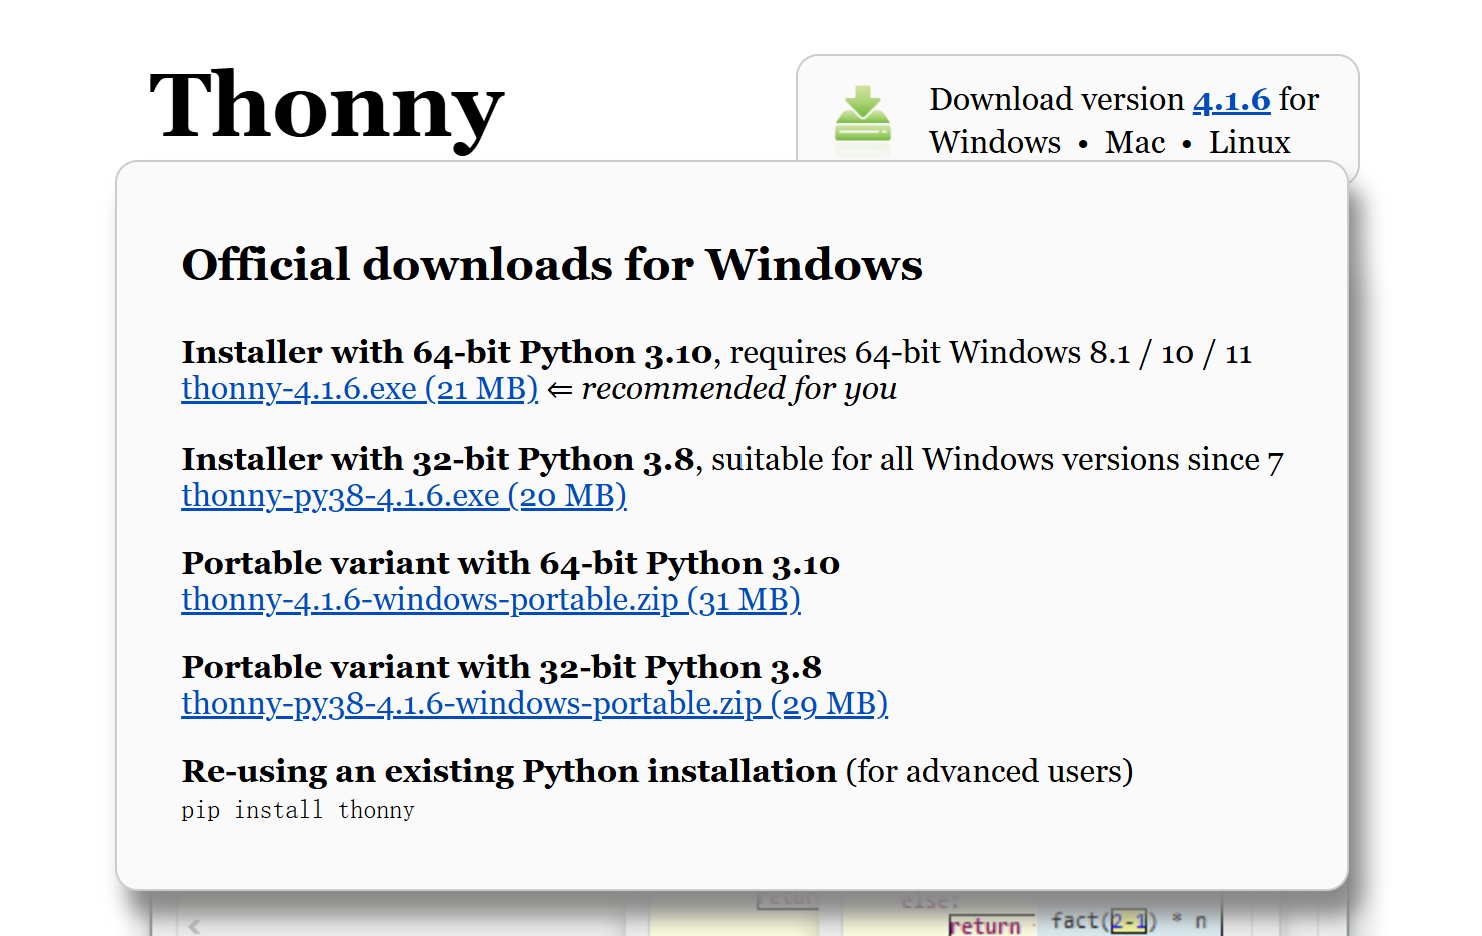 Thonny
Download version 4.1.6 for
Windows • Mac • Linux
Official downloads for Windows
Installer with 64-bit Python 3.10, requires 64-bit Windows 8.1 / 10 / 11
thonny-4.1.6.exe (21 MB) ⇐ recommended for you
Installer with 32-bit Python 3.8, suitable for all Windows versions since 7
thonny-py38-4.1.6.exe (20 MB)
Portable variant with 64-bit Python 3.10
thonny-4.1.6-windows-portable.zip (31 MB)
Portable variant with 32-bit Python 3.8
thonny-py38-4.1.6-windows-portable.zip (29 MB)
Re-using an existing Python installation (for advanced users)
pip install thonny
else:
return fact(2-1) * n